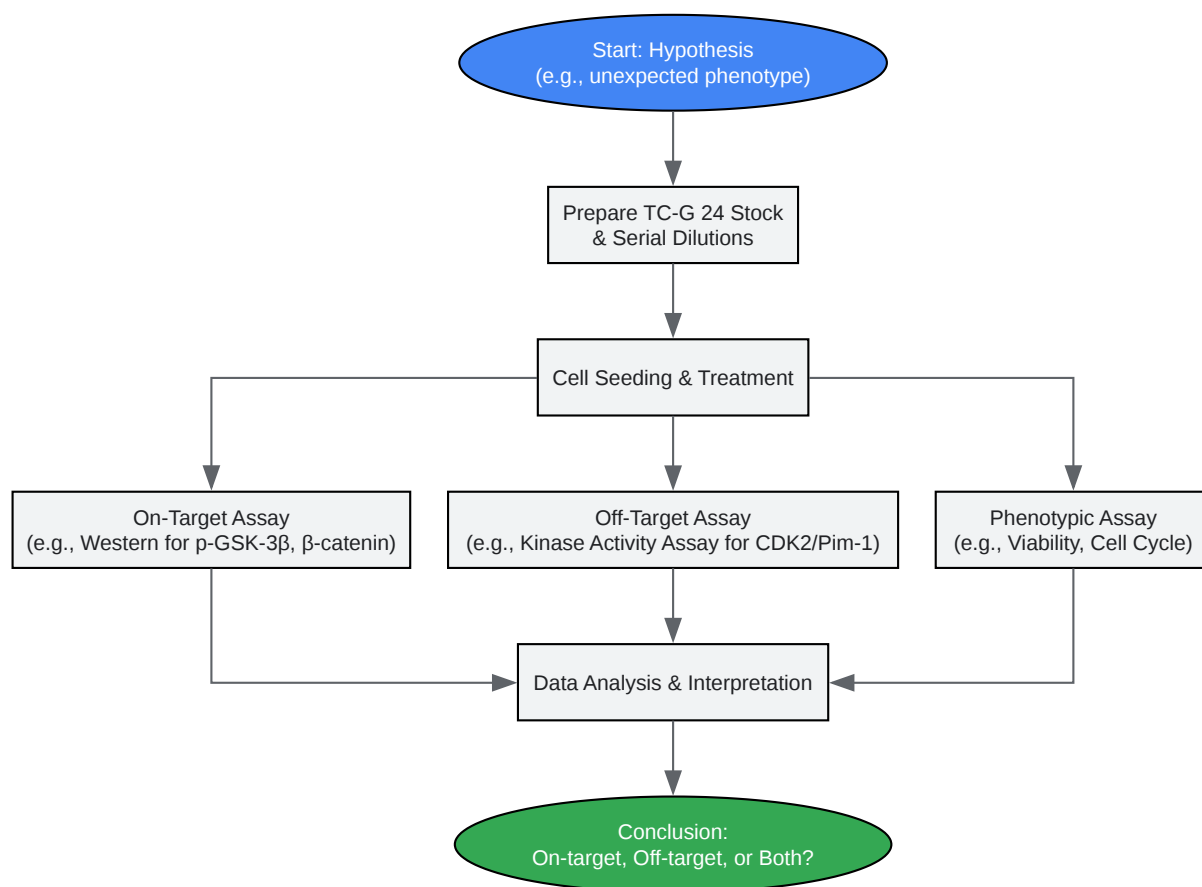 Start: Hypothesis
(e.g., unexpected phenotype)
Prepare TC-G 24 Stock
& Serial Dilutions
Cell Seeding & Treatment
On-Target Assay
(e.g., Western for p-GSK-3β, β-catenin)
Off-Target Assay
(e.g., Kinase Activity Assay for CDK2/Pim-1)
Phenotypic Assay
(e.g., Viability, Cell Cycle)
Data Analysis & Interpretation
Conclusion:
On-target, Off-target, or Both?